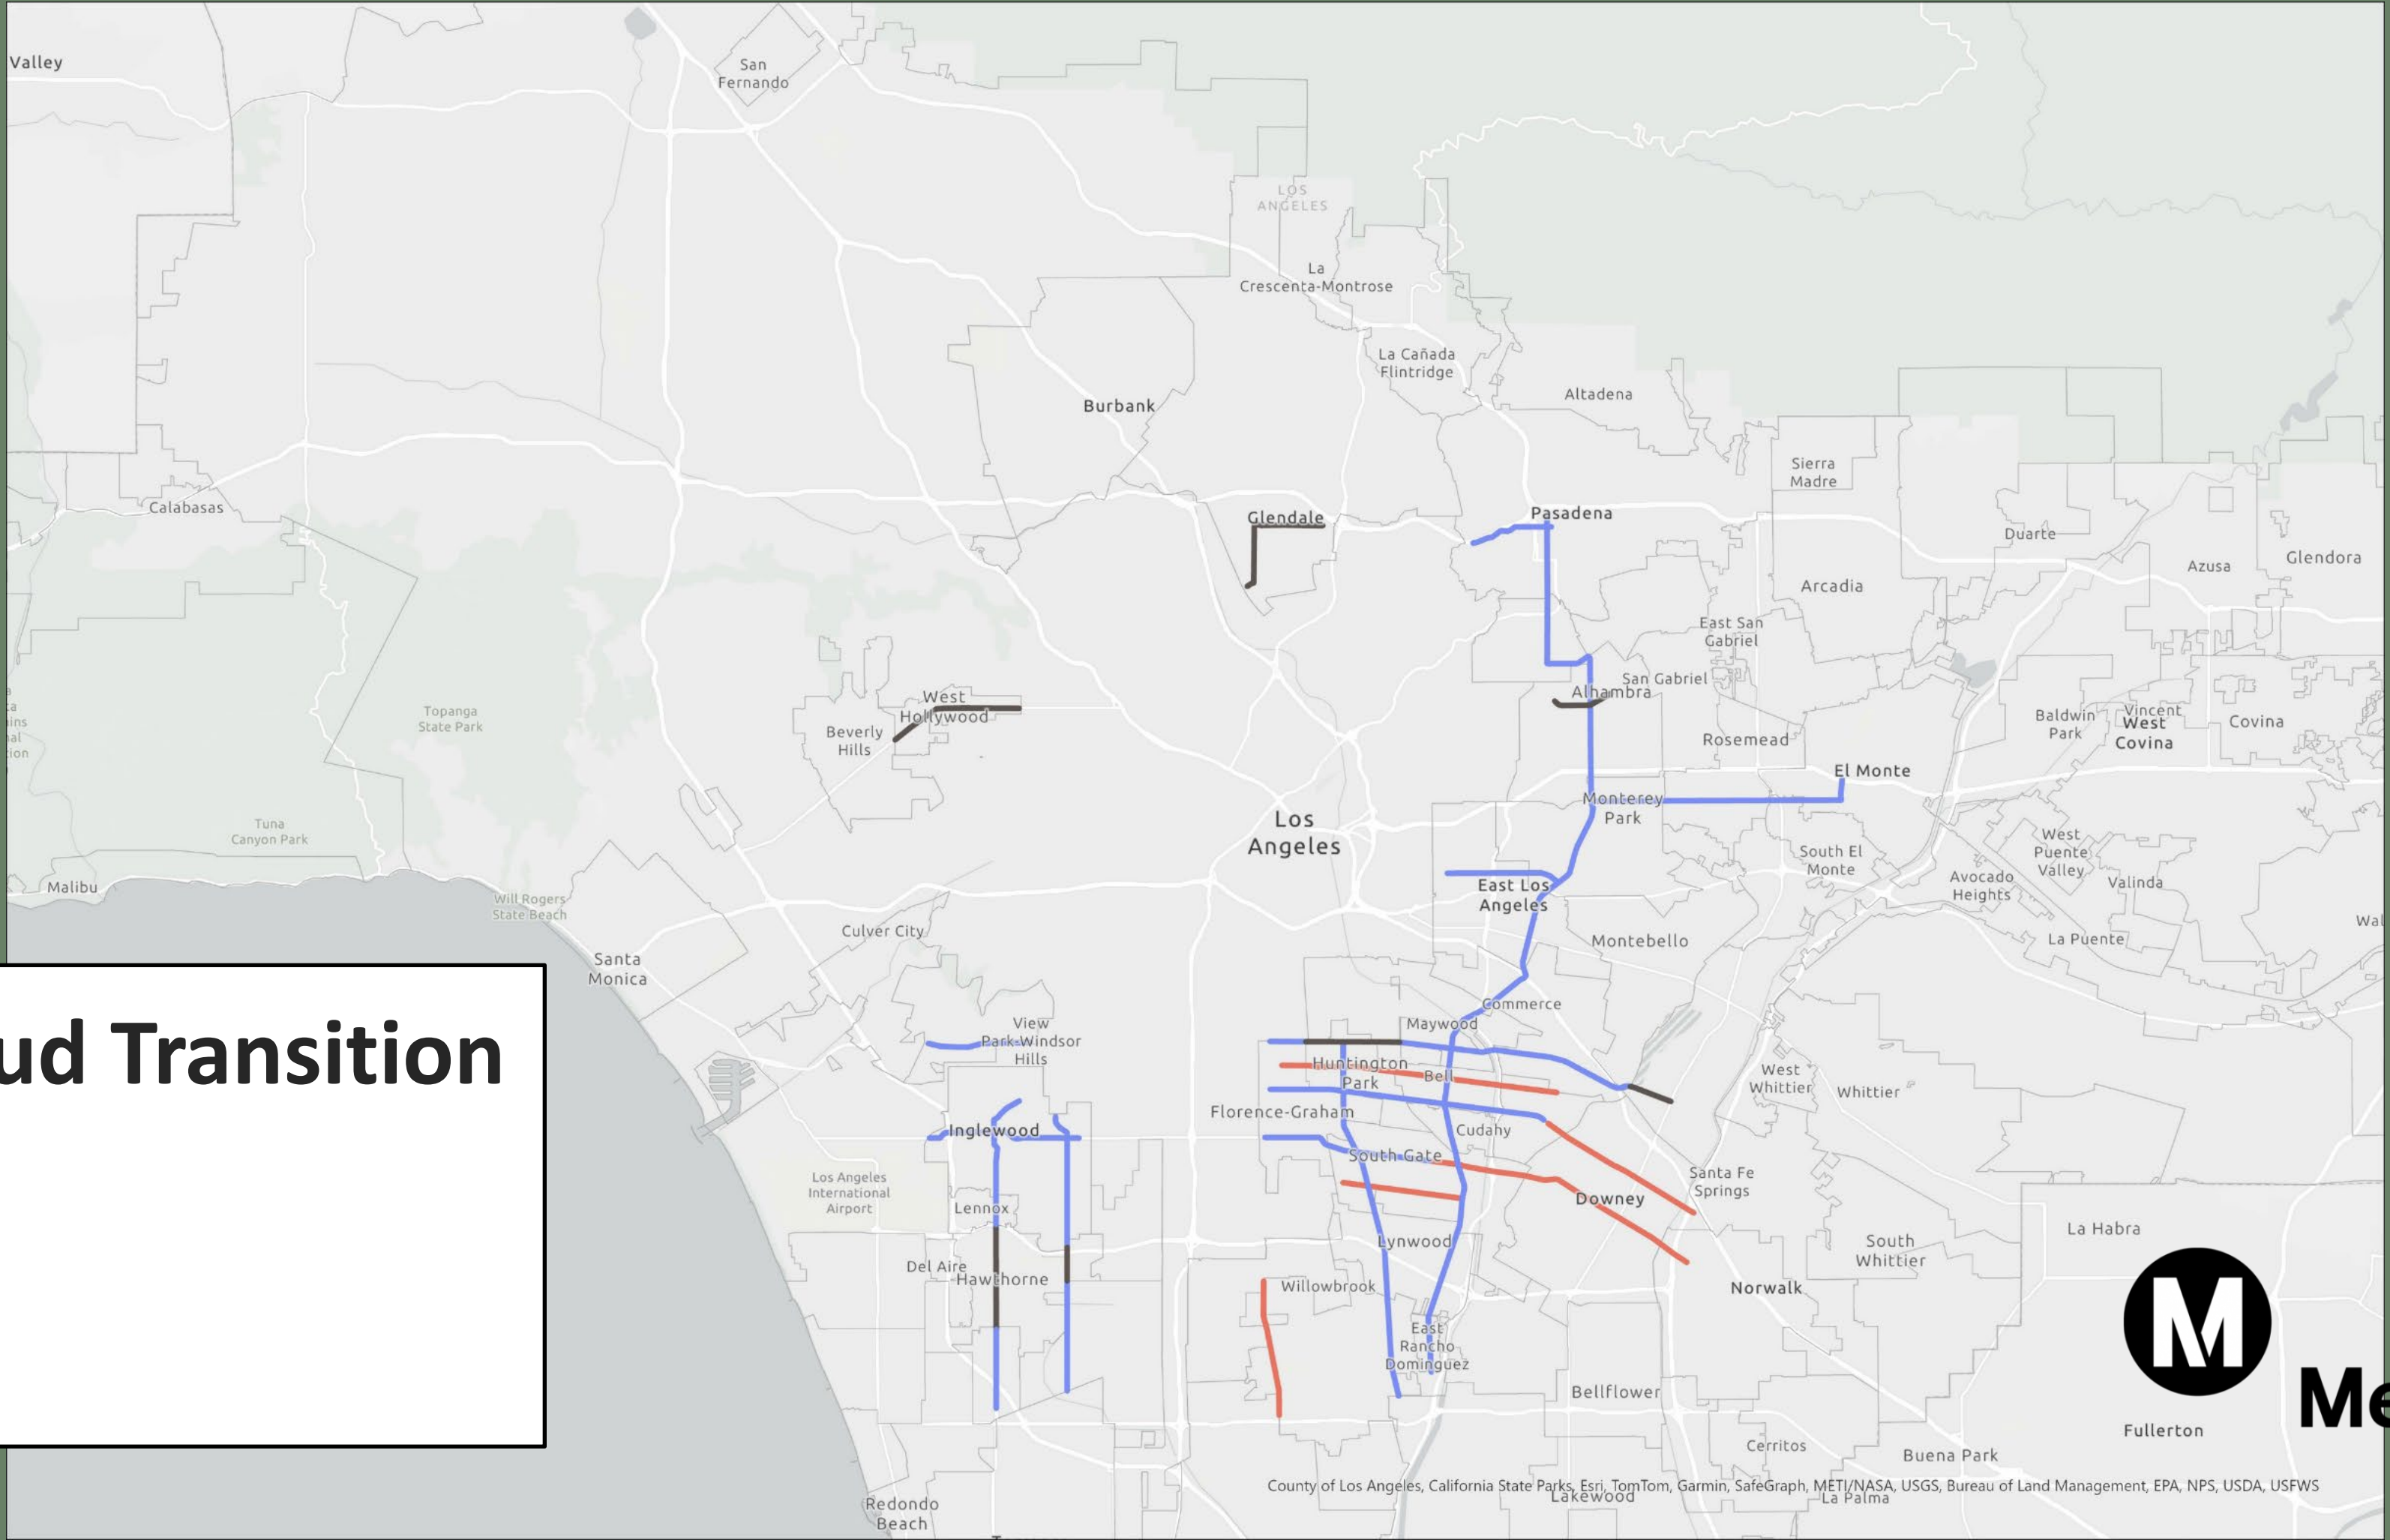 Valley
San
Fernando
LOS
ANGELES
La
Crescenta-Montrose
La Cañada
Flintridge
Altadena
Burbank
Sierra
Madre
Calabasas
Glendale
Pasadena
Duarte
Azusa
Glendora
Arcadia
East San
Gabriel
San Gabriel
Alhambra
West
Hollywood
Beverly
Hills
Topanga
State Park
Rosemead
Baldwin
Park
Vincent
West
Covina
Covina
El Monte
Monterey
Park
Los
Angeles
Tuna
Canyon Park
South El
Monte
West
Puente
Valley
Avocado
Heights
Valinda
Malibu
Will Rogers
State Beach
East Los
Angeles
Culver City
Montebello
La Puente
Wal
Santa
Monica
Commerce
Maywood
View
Park-Windsor
Hills
Huntington
Park
Bell
West
Whittier
Whittier
Florence-Graham
Inglewood
Cudahy
South Gate
Los Angeles
International
Airport
Lennox
Santa Fe
Springs
Downey
La Habra
Lynwood
South
Whittier
Del Aire
Hawthorne
Willowbrook
Norwalk
East
Rancho
Dominguez
Bellflower
Fullerton
Cerritos
Buena Park
Lakewood
La Palma
Redondo
Beach
ud Transition
M
Me
County of Los Angeles, California State Parks, Esri, TomTom, Garmin, SafeGraph, METI/NASA, USGS, Bureau of Land Management, EPA, NPS, USDA, USFWS